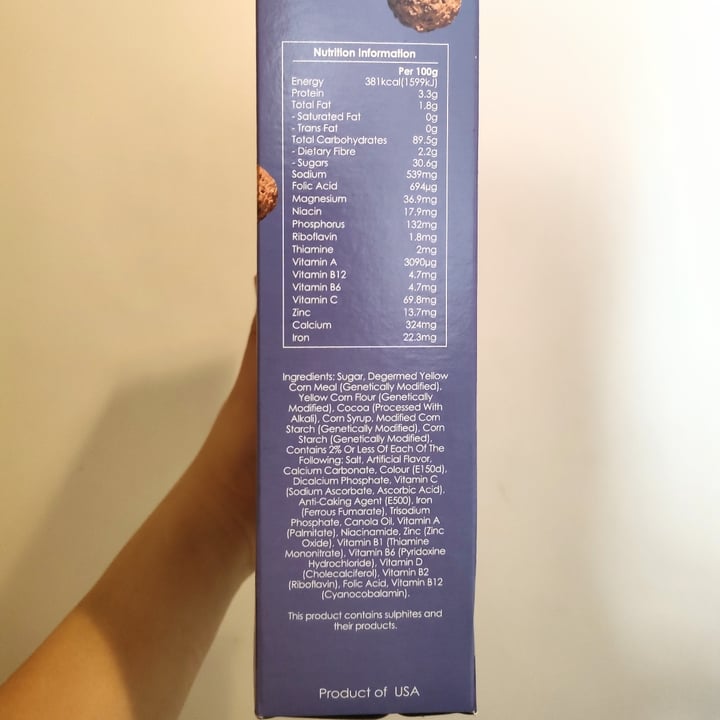 Nutrition Information
Per 100g
Energy 381kcal(1599kJ)
Protein 3.3g
Total Fat 1.8g
- Saturated Fat 0g
- Trans Fat 0g
Total Carbohydrates 89.5g
- Dietary Fibre 2.2g
- Sugars 30.6g
Sodium 539mg
Folic Acid 694µg
Magnesium 36.9mg
Niacin 17.9mg
Phosphorus 132mg
Riboflavin 1.8mg
Thiamine 2mg
Vitamin A 3090µg
Vitamin B12 4.7mg
Vitamin B6 4.7mg
Vitamin C 69.8mg
Zinc 13.7mg
Calcium 324mg
Iron 22.3mg
Ingredients: Sugar, Degermed Yellow
Corn Meal (Genetically Modified),
Yellow Corn Flour (Genetically
Modified), Cocoa (Processed With
Alkali), Corn Syrup, Modified Corn
Starch (Genetically Modified), Corn
Starch (Genetically Modified),
Contains 2% Or Less Of Each Of The
Following: Salt, Artificial Flavor,
Calcium Carbonate, Colour (E150d),
Dicalcium Phosphate, Vitamin C
(Sodium Ascorbate, Ascorbic Acid),
Anti-Caking Agent (E500), Iron
(Ferrous Fumarate), Trisodium
Phosphate, Canola Oil, Vitamin A
(Palmitate), Niacinamide, Zinc (Zinc
Oxide), Vitamin B1 (Thiamine
Mononitrate), Vitamin B6 (Pyridoxine
Hydrochloride), Vitamin D
(Cholecalciferol), Vitamin B2
(Riboflavin), Folic Acid, Vitamin B12
(Cyanocobalamin).
This product contains sulphites and
their products.
Product of USA